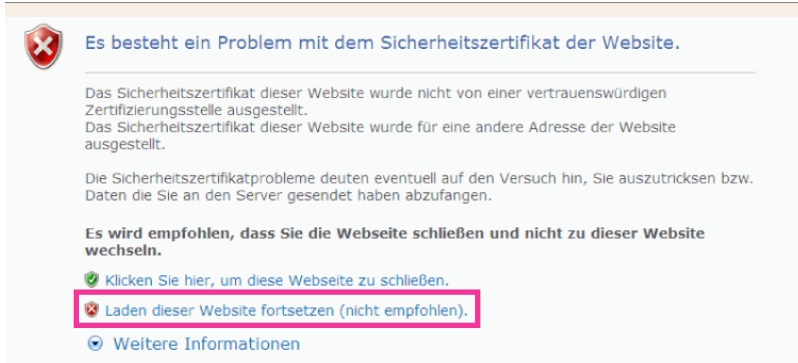 Es besteht ein Problem mit dem Sicherheitszertifikat der Website.
Das Sicherheitszertifikat dieser Website wurde nicht von einer vertrauenswürdigen
Zertifizierungsstelle ausgestellt.
Das Sicherheitszertifikat dieser Website wurde für eine andere Adresse der Website
ausgestellt.
Die Sicherheitszertifikatprobleme deuten eventuell auf den Versuch hin, Sie auszutricksen bzw.
Daten die Sie an den Server gesendet haben abzufangen.
Es wird empfohlen, dass Sie die Webseite schließen und nicht zu dieser Website
wechseln.
Klicken Sie hier, um diese Webseite zu schließen.
Laden dieser Website fortsetzen (nicht empfohlen).
Weitere Informationen